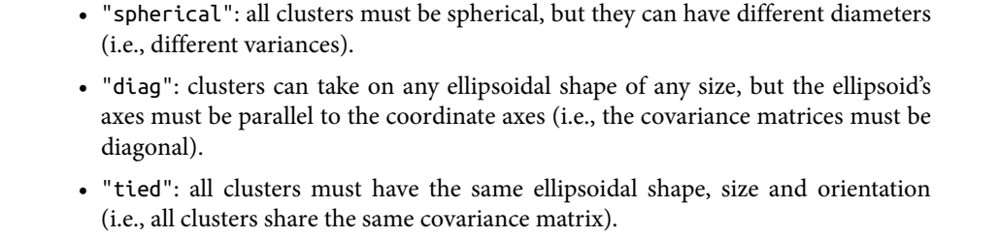 • "spherical": all clusters must be spherical, but they can have different diameters
(i.e., different variances).
• "diag": clusters can take on any ellipsoidal shape of any size, but the ellipsoid's
axes must be parallel to the coordinate axes (i.e., the covariance matrices must be
diagonal).
• "tied": all clusters must have the same ellipsoidal shape, size and orientation
(i.e., all clusters share the same covariance matrix).